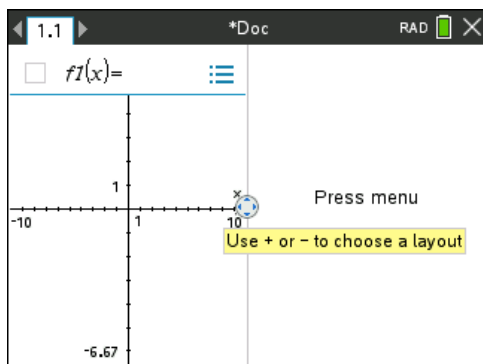 1.1 *Doc RAD
f1(x)=
1
x
-10 1 10
Press menu
Use + or - to choose a layout
-6.67